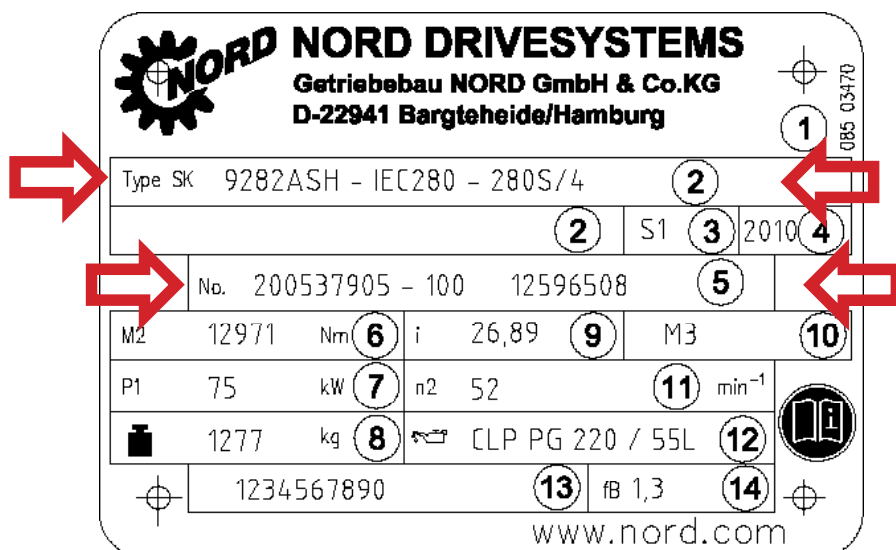 NORD NORD DRIVESYSTEMS
Getriebebau NORD GmbH & Co.KG
D-22941 Bargteheide/Hamburg
085 03470
1
Type SK 9282ASH - IEC280 - 280S/4 2
2 S1 3 2010 4
No. 200537905 - 100 12596508 5
M2 12971 Nm 6 i 26,89 9 M3 10
P1 75 kW 7 n2 52 11 min⁻¹
1277 kg 8 CLP PG 220 / 55L 12
i
1234567890 13 fB 1,3 14
www.nord.com